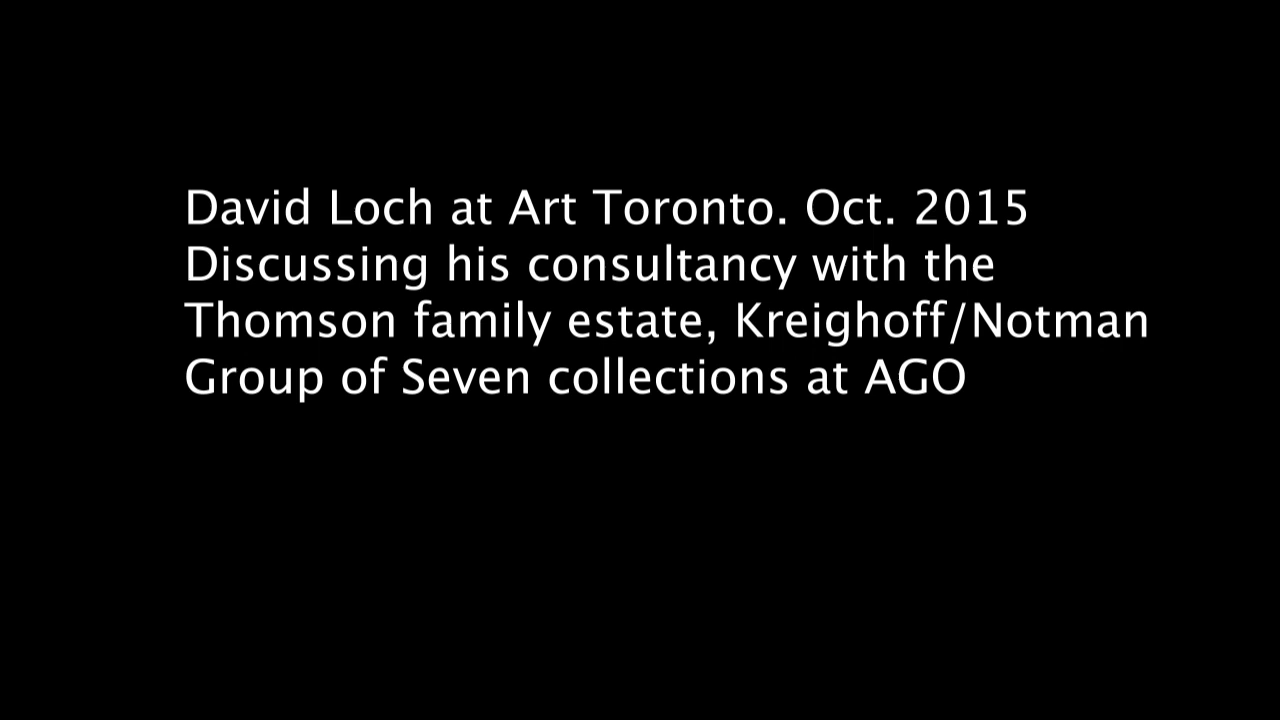 David Loch at Art Toronto. Oct. 2015
Discussing his consultancy with the
Thomson family estate, Kreighoff/Notman
Group of Seven collections at AGO